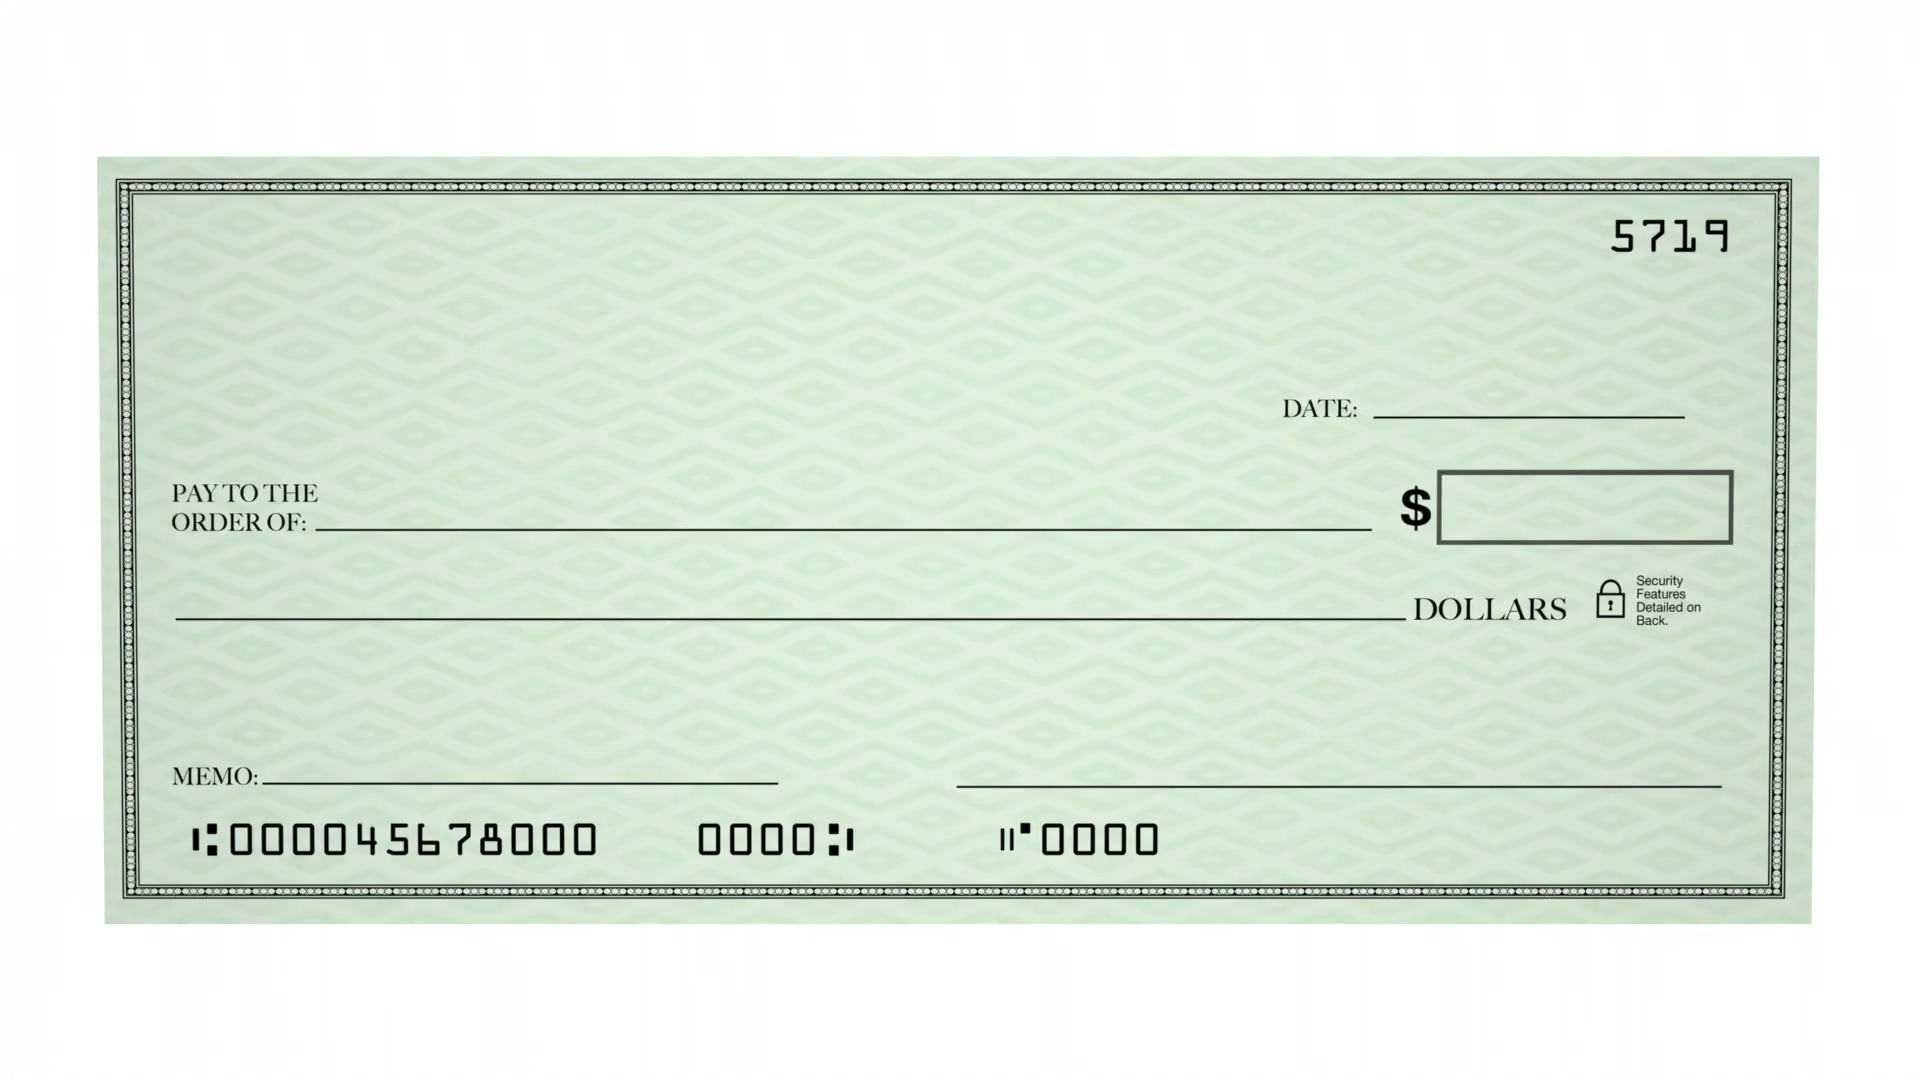 5719
DATE:
PAY TO THE
ORDER OF:
$
DOLLARS
Security
Features
Detailed on
Back.
MEMO:
⑆000045678000 0000⑆ ⑈0000